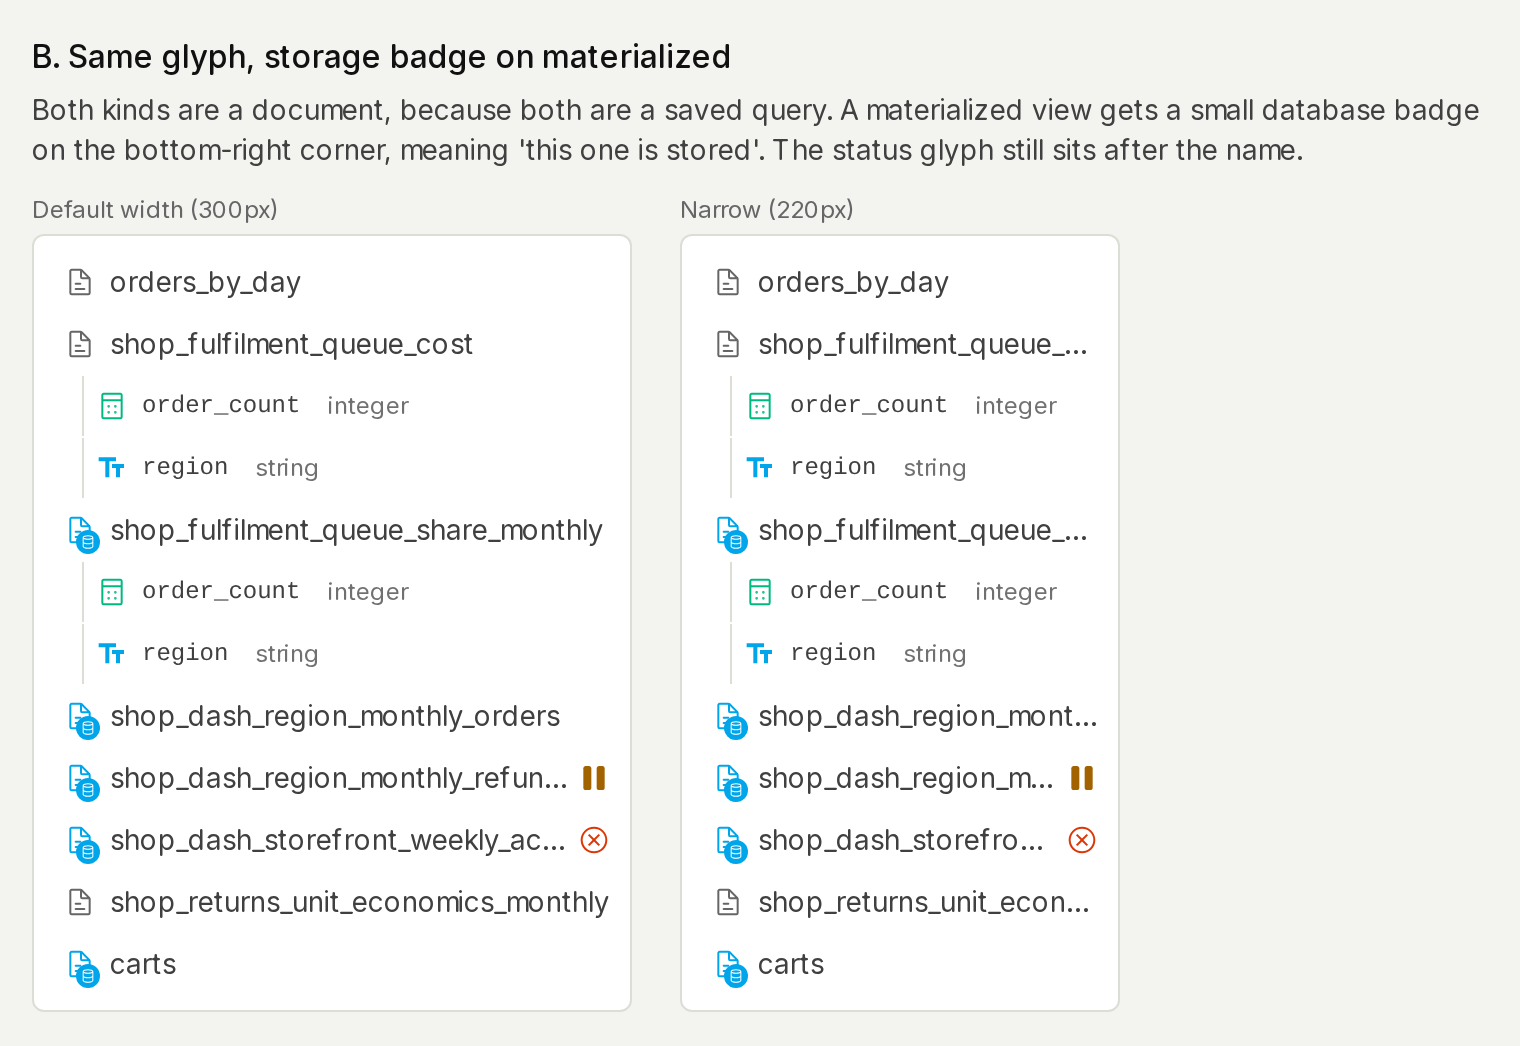 B. Same glyph, storage badge on materialized
Both kinds are a document, because both are a saved query. A materialized view gets a small database badge
on the bottom-right corner, meaning 'this one is stored'. The status glyph still sits after the name.
Default width (300px)
orders_by_day
shop_fulfilment_queue_cost
order_count integer
region string
shop_fulfilment_queue_share_monthly
order_count integer
region string
shop_dash_region_monthly_orders
shop_dash_region_monthly_refun...
shop_dash_storefront_weekly_ac...
shop_returns_unit_economics_monthly
carts
Narrow (220px)
orders_by_day
shop_fulfilment_queue_...
order_count integer
region string
shop_fulfilment_queue_...
order_count integer
region string
shop_dash_region_mont...
shop_dash_region_m...
shop_dash_storefro...
shop_returns_unit_econ...
carts